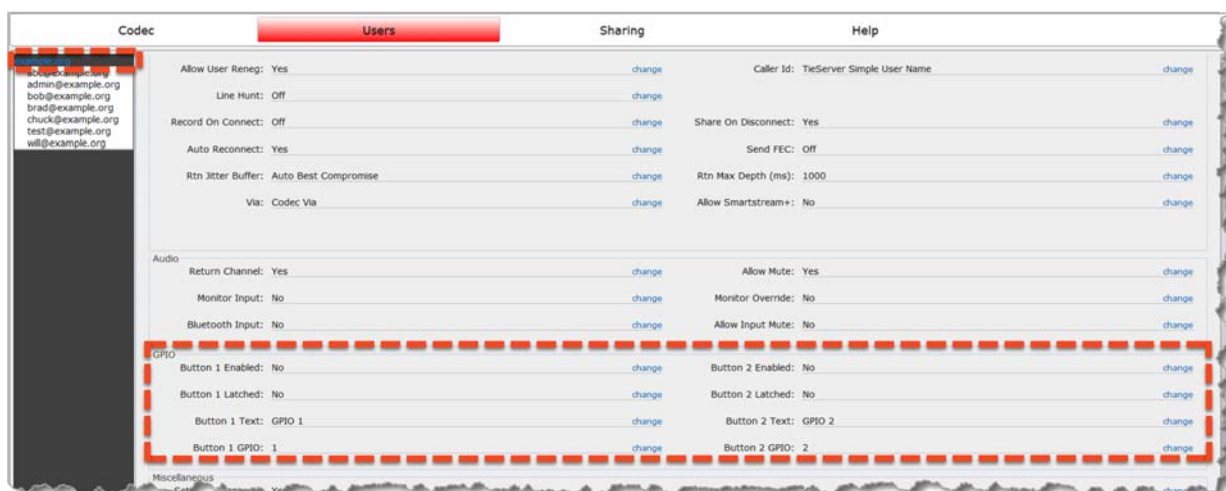 Codec Users Sharing Help
example.org
abc@example.org
admin@example.org
bob@example.org
brad@example.org
chuck@example.org
test@example.org
will@example.org
Allow User Reneg: Yes change Caller Id: TieServer Simple User Name change
Line Hunt: Off change
Record On Connect: Off change Share On Disconnect: Yes change
Auto Reconnect: Yes change Send FEC: Off change
Rtn Jitter Buffer: Auto Best Compromise change Rtn Max Depth (ms): 1000 change
Via: Codec Via change Allow Smartstream+: No change
Audio
Return Channel: Yes change Allow Mute: Yes change
Monitor Input: No change Monitor Override: No change
Bluetooth Input: No change Allow Input Mute: No change
GPIO
Button 1 Enabled: No change Button 2 Enabled: No change
Button 1 Latched: No change Button 2 Latched: No change
Button 1 Text: GPIO 1 change Button 2 Text: GPIO 2 change
Button 1 GPIO: 1 change Button 2 GPIO: 2 change
Miscellaneous